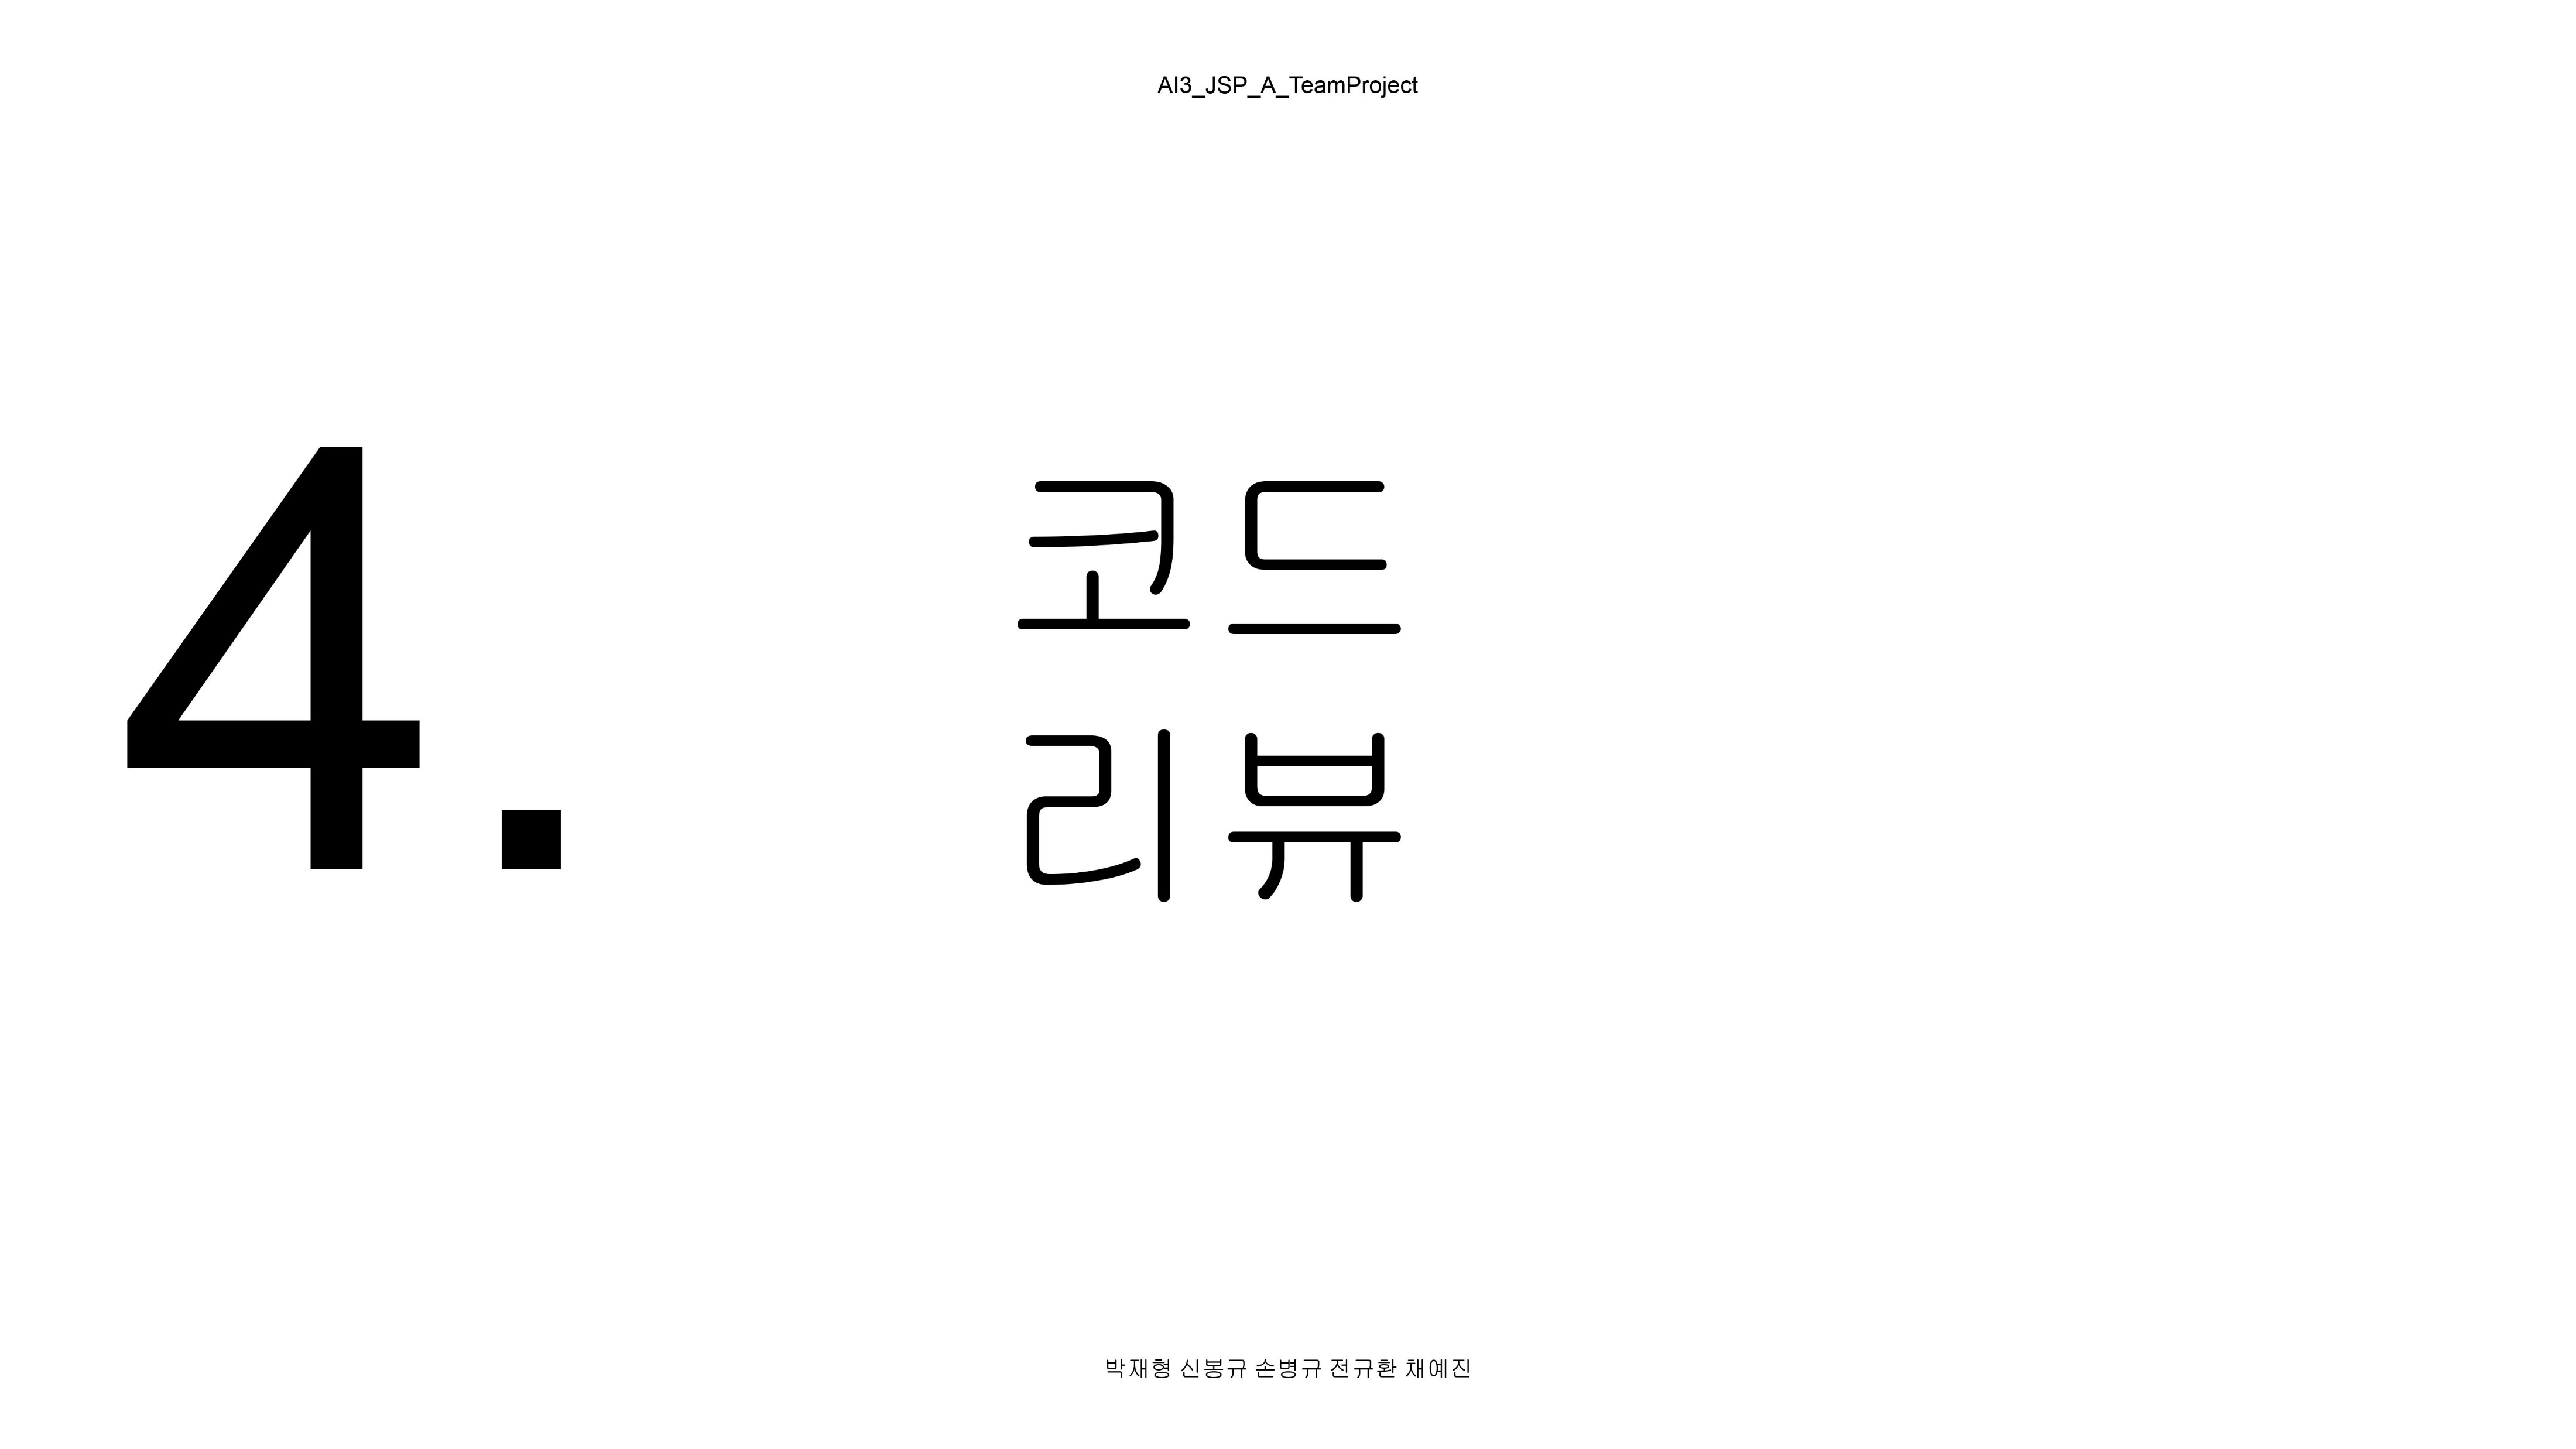 AI3_JSP_A_TeamProject
4.
코드
리뷰
박재형 신봉규 손병규 전규환 채예진